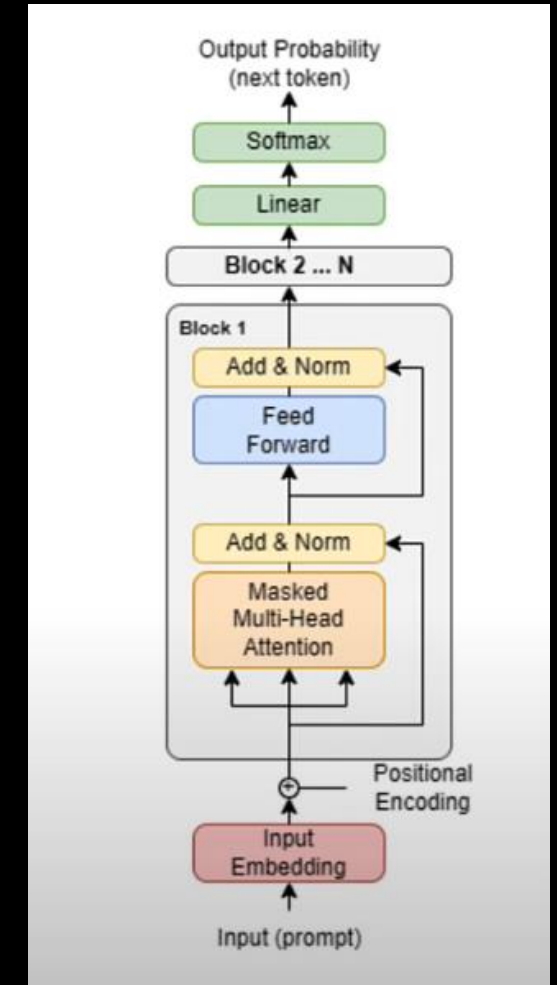 Output Probability
(next token)
Softmax
Linear
Block 2 ... N
Block 1
Add & Norm
Feed
Forward
Add & Norm
Masked
Multi-Head
Attention
+
Positional
Encoding
Input
Embedding
Input (prompt)